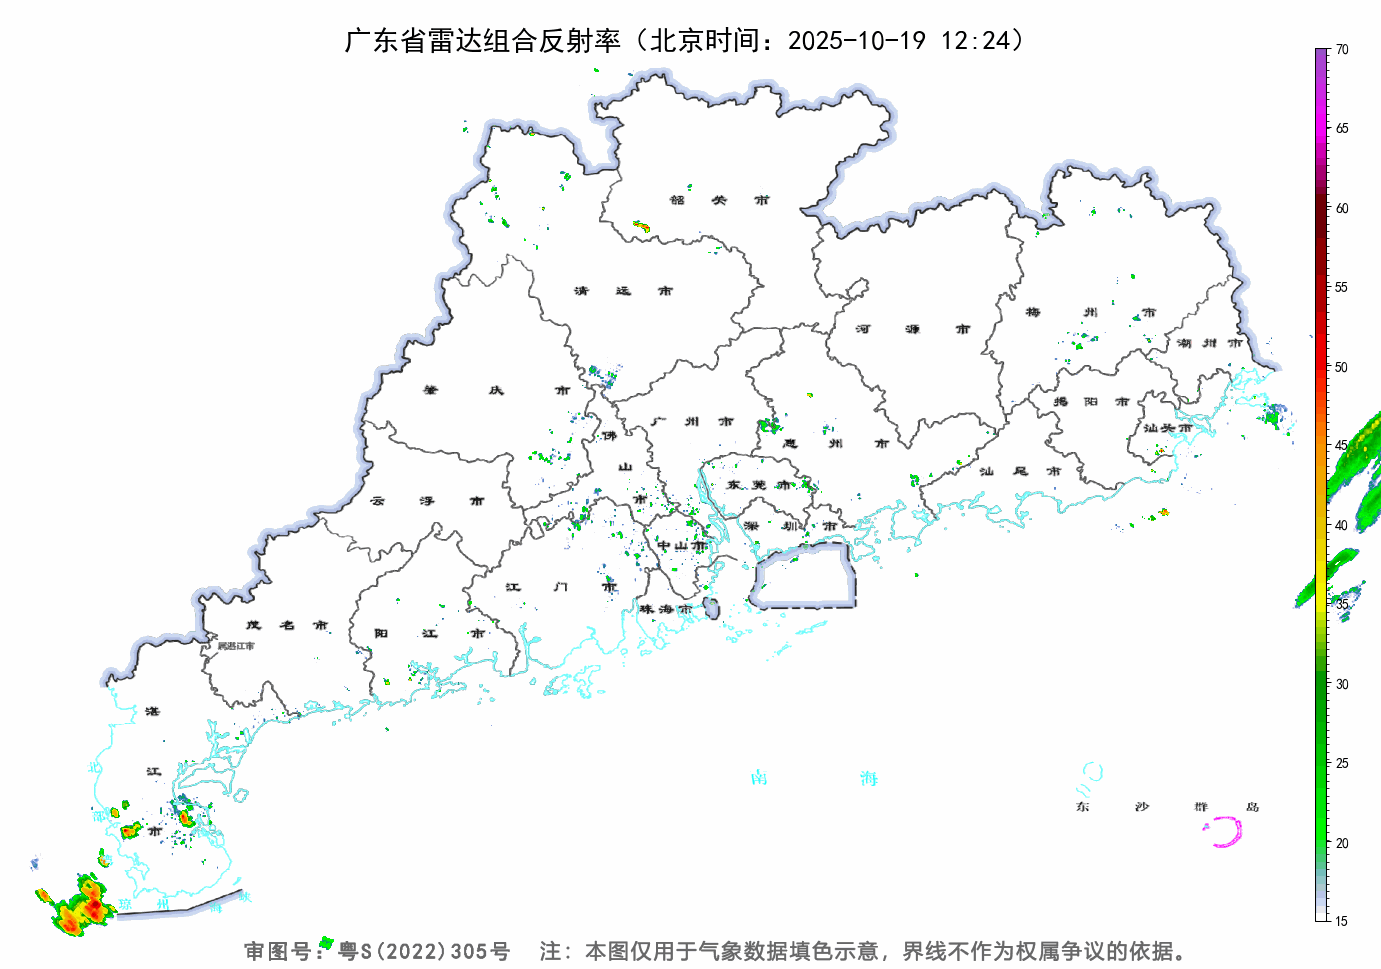 广东省雷达组合反射率（北京时间：2025-10-19 12:24）
70
65
60
55
50
45
40
35
30
25
20
15
韶关市
清远市
河源市
梅州市
潮州市
肇庆市
广州市
揭阳市
汕头市
佛山市
惠州市
汕尾市
东莞市
云浮市
深圳市
中山市
江门市
珠海市
茂名市
阳江市
属湛江市
湛江市
北部湾
南海
东沙群岛
琼州海峡
审图号：粤S(2022)305号 注：本图仅用于气象数据填色示意，界线不作为权属争议的依据。